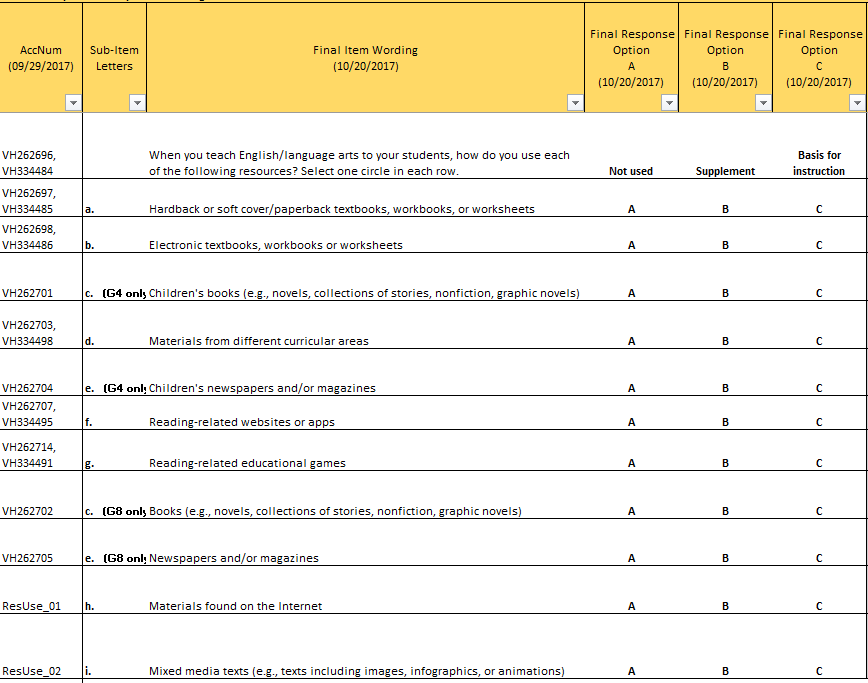 AccNum
(09/29/2017)
Sub-Item
Letters
Final Item Wording
(10/20/2017)
Final Response
Option
A
(10/20/2017)
Final Response
Option
B
(10/20/2017)
Final Response
Option
C
(10/20/2017)
VH262696,
VH334484
When you teach English/language arts to your students, how do you use each
of the following resources? Select one circle in each row.
Not used
Supplement
Basis for
instruction
VH262697,
VH334485
a. Hardback or soft cover/paperback textbooks, workbooks, or worksheets A B C
VH262698,
VH334486
b. Electronic textbooks, workbooks or worksheets A B C
VH262701 c. (G4 only Children's books (e.g., novels, collections of stories, nonfiction, graphic novels) A B C
VH262703,
VH334498
d. Materials from different curricular areas A B C
VH262704 e. (G4 only Children's newspapers and/or magazines A B C
VH262707,
VH334495
f. Reading-related websites or apps A B C
VH262714,
VH334491
g. Reading-related educational games A B C
VH262702 c. (G8 only Books (e.g., novels, collections of stories, nonfiction, graphic novels) A B C
VH262705 e. (G8 only Newspapers and/or magazines A B C
ResUse_01 h. Materials found on the Internet A B C
ResUse_02 i. Mixed media texts (e.g., texts including images, infographics, or animations) A B C